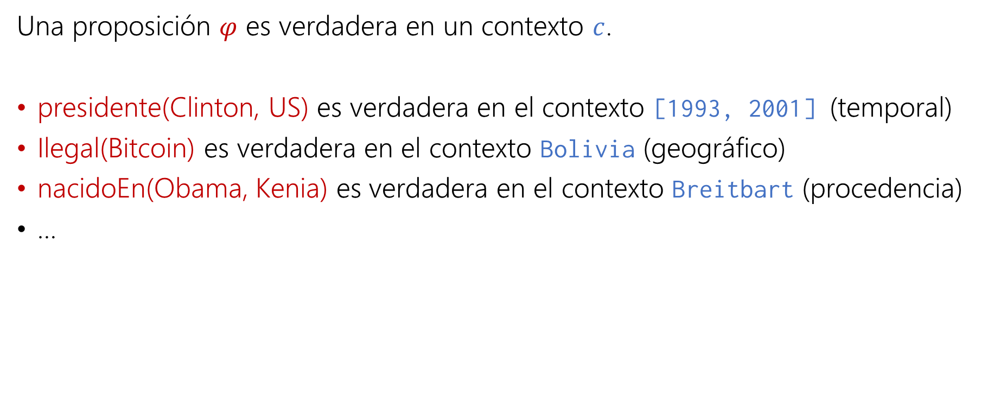 Una proposición φ es verdadera en un contexto c.
• presidente(Clinton, US) es verdadera en el contexto [1993, 2001] (temporal)
• Ilegal(Bitcoin) es verdadera en el contexto Bolivia (geográfico)
• nacidoEn(Obama, Kenia) es verdadera en el contexto Breitbart (procedencia)
• ...